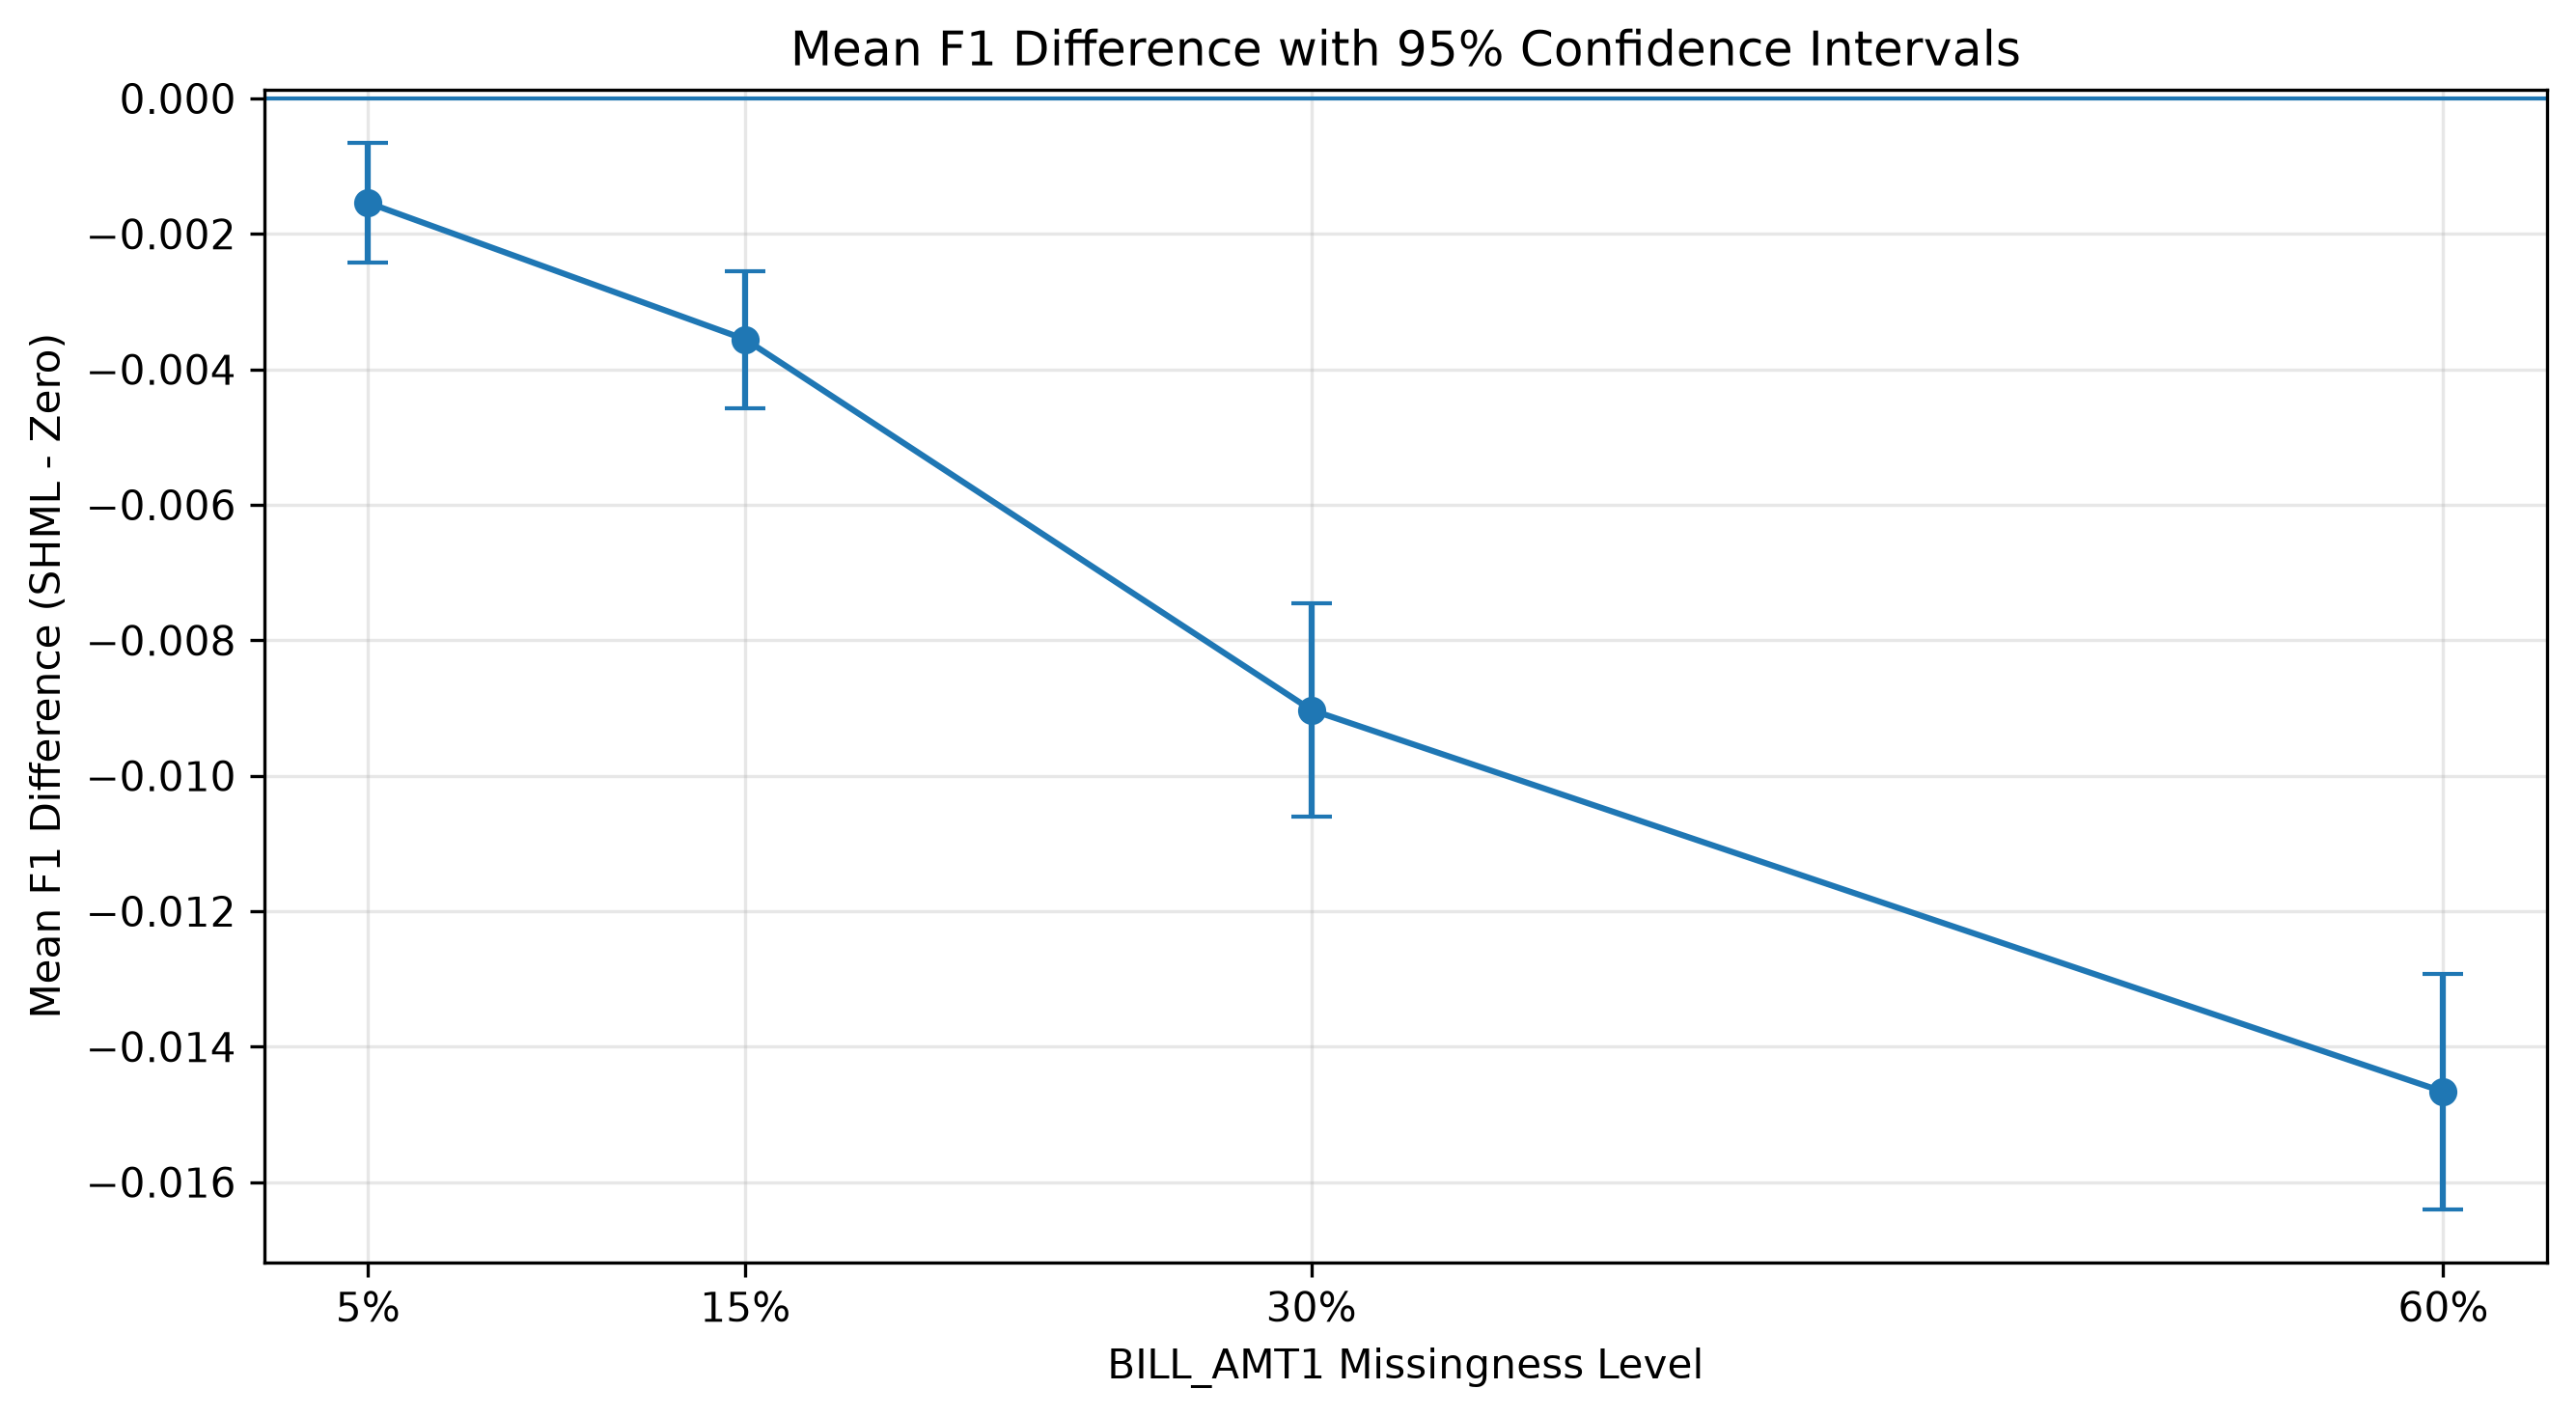 Mean F1 Difference with 95% Confidence Intervals
Mean F1 Difference (SHML - Zero)
0.000
−0.002
−0.004
−0.006
−0.008
−0.010
−0.012
−0.014
−0.016
5% 15% 30% 60%
BILL_AMT1 Missingness Level